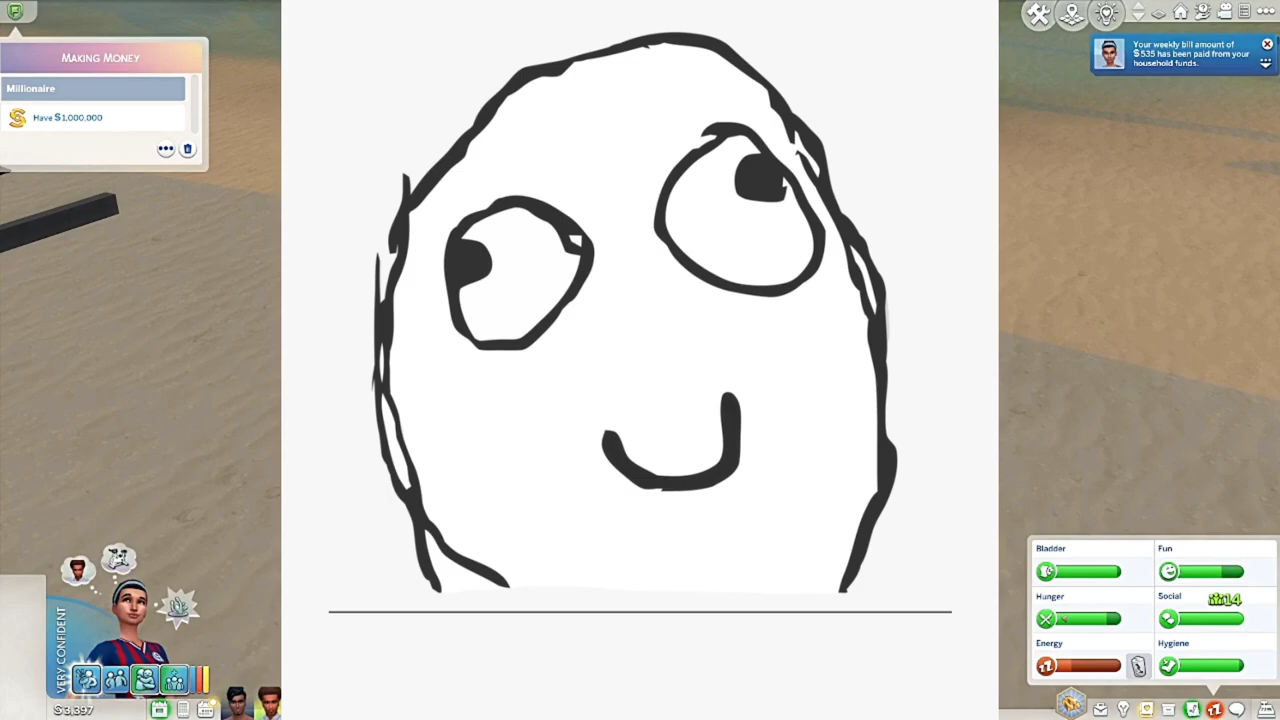 MAKING MONEY
Millionaire
Have §1,000,000
Your weekly bill amount of
§535 has been paid from your
household funds.
VERY CONFIDENT
§3,397
Bladder
Fun
Hunger
Social
14
Energy
Hygiene